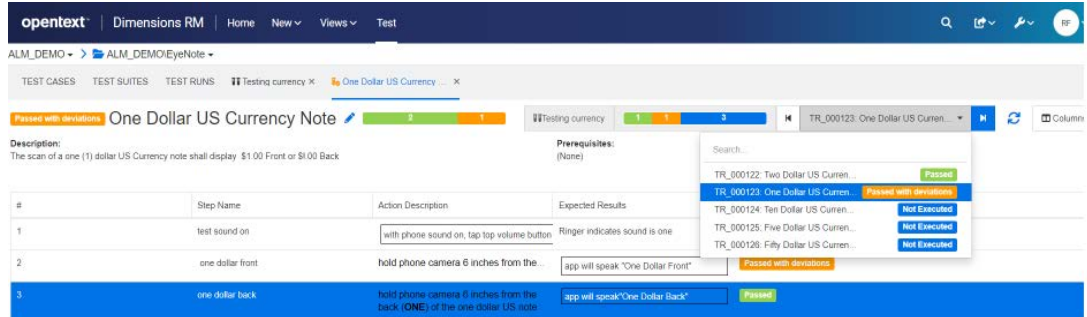 opentext™ | Dimensions RM | Home New Views Test RF
ALM_DEMO > ALM_DEMO\EyeNote
TEST CASES TEST SUITES TEST RUNS Testing currency × One Dollar US Currency ... ×
Passed with deviations One Dollar US Currency Note 2 1 Testing currency 1 1 3 TR_000123: One Dollar US Curren... Columns
Description: Prerequisites:
The scan of a one (1) dollar US Currency note shall display $1.00 Front or $l.00 Back (None)
Search...
TR_000122: Two Dollar US Curren... Passed
TR_000123: One Dollar US Curren... Passed with deviations
TR_000124: Ten Dollar US Curren... Not Executed
TR_000125: Five Dollar US Curren... Not Executed
TR_000126: Fifty Dollar US Curren... Not Executed
# Step Name Action Description Expected Results
1 test sound on with phone sound on, tap top volume button Ringer indicates sound is one
2 one dollar front hold phone camera 6 inches from the... app will speak "One Dollar Front" Passed with deviations
3 one dollar back hold phone camera 6 inches from the app will speak"One Dollar Back" Passed
back (ONE) of the one dollar US note